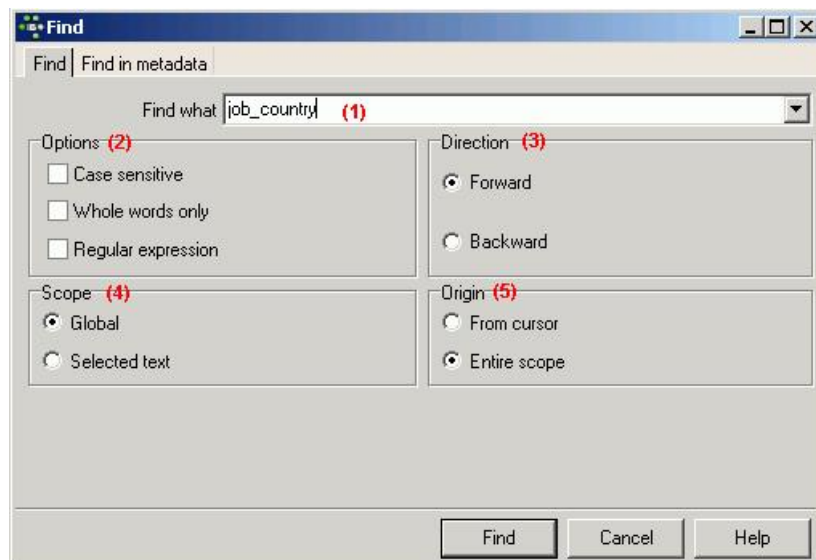 Find
Find Find in metadata
Find what job_country (1)
Options (2)
Case sensitive
Whole words only
Regular expression
Direction (3)
Forward
Backward
Scope (4)
Global
Selected text
Origin (5)
From cursor
Entire scope
Find Cancel Help